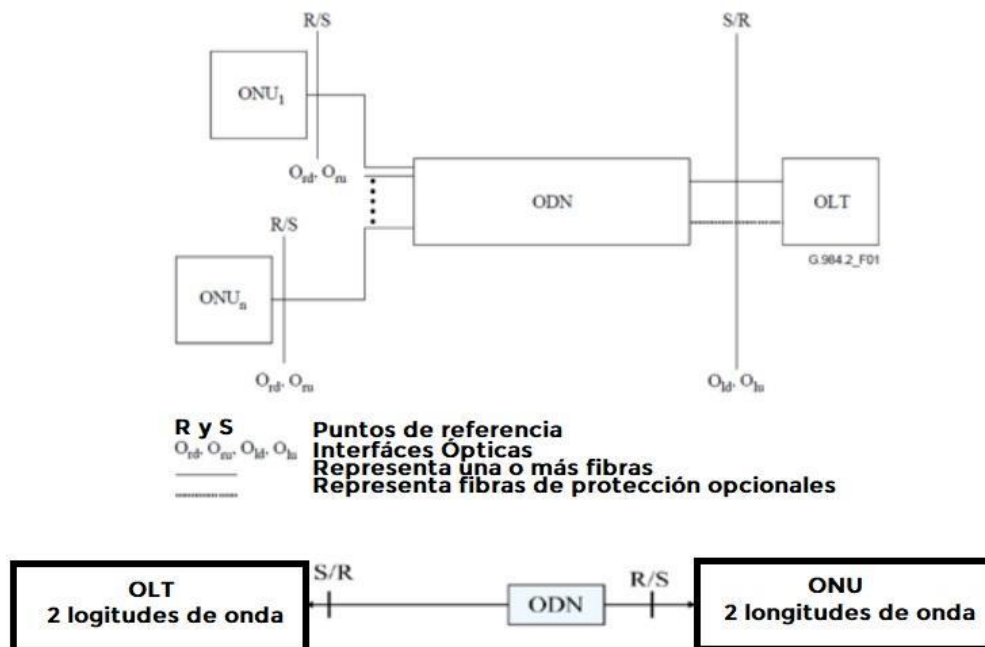 R/S
S/R
ONU₁
Oᵣd, Oᵣᵤ
ODN
OLT
G.984.2_F01
R/S
ONUₙ
Oᵣd, Oᵣᵤ
Oₗd, Oₗᵤ
R y S Puntos de referencia
Oᵣd, Oᵣᵤ, Oₗd, Oₗᵤ Interfáces Ópticas
Representa una o más fibras
Representa fibras de protección opcionales
OLT
2 logitudes de onda
S/R
ODN
R/S
ONU
2 longitudes de onda